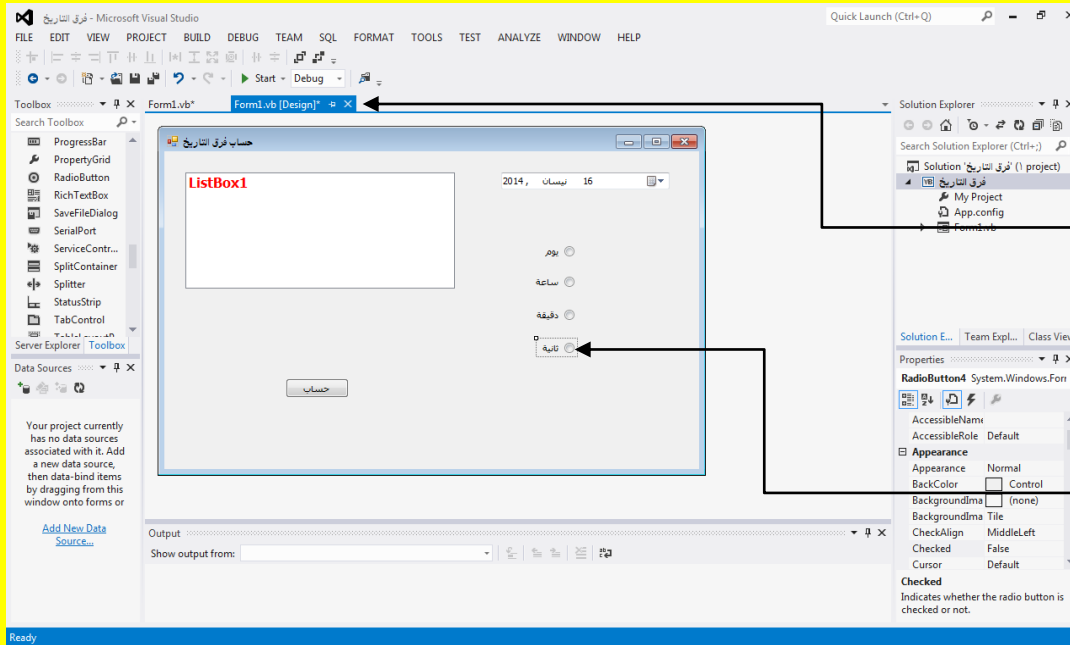 فرق التاريخ - Microsoft Visual Studio
Quick Launch (Ctrl+Q)
FILE EDIT VIEW PROJECT BUILD DEBUG TEAM SQL FORMAT TOOLS TEST ANALYZE WINDOW HELP
Start Debug
Toolbox
Search Toolbox
ProgressBar
PropertyGrid
RadioButton
RichTextBox
SaveFileDialog
SerialPort
ServiceContr...
SplitContainer
Splitter
StatusStrip
TabControl
Server Explorer Toolbox
Data Sources
Your project currently
has no data sources
associated with it. Add
a new data source,
then data-bind items
by dragging from this
window onto forms or
Add New Data
Source...
Form1.vb* Form1.vb [Design]*
حساب فرق التاريخ
ListBox1
16 نيسان , 2014
يوم
ساعة
دقيقة
ثانية
حساب
Output
Show output from:
Solution Explorer
Search Solution Explorer (Ctrl+;)
Solution 'فرق التاريخ' (١ project)
فرق التاريخ
My Project
App.config
Form1.vb
Solution E... Team Expl... Class View
Properties
RadioButton4 System.Windows.Forr
AccessibleName
AccessibleRole Default
Appearance
Appearance Normal
BackColor Control
BackgroundIma (none)
BackgroundIma Tile
CheckAlign MiddleLeft
Checked False
Cursor Default
Checked
Indicates whether the radio button is
checked or not.
Ready